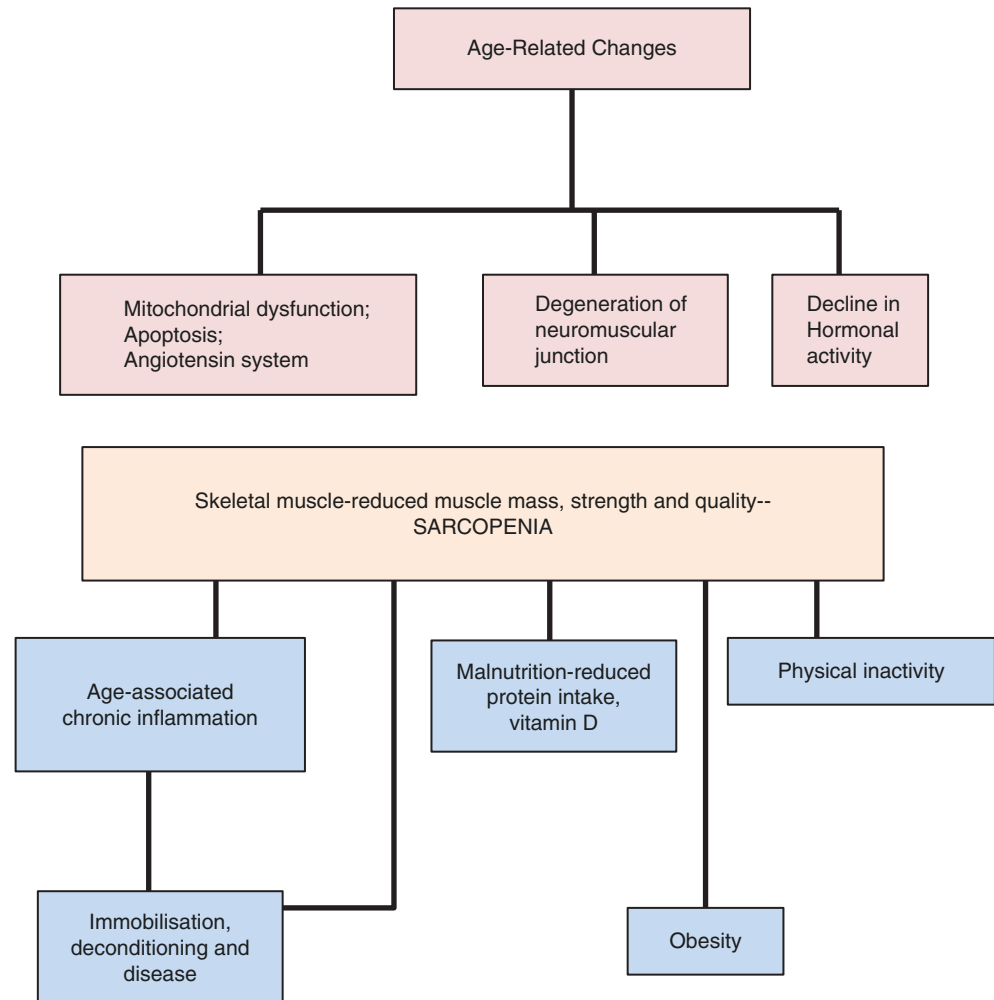 Age-Related Changes
Mitochondrial dysfunction;
Apoptosis;
Angiotensin system
Degeneration of
neuromuscular
junction
Decline in
Hormonal
activity
Skeletal muscle-reduced muscle mass, strength and quality--
SARCOPENIA
Age-associated
chronic inflammation
Malnutrition-reduced
protein intake,
vitamin D
Physical inactivity
Immobilisation,
deconditioning and
disease
Obesity